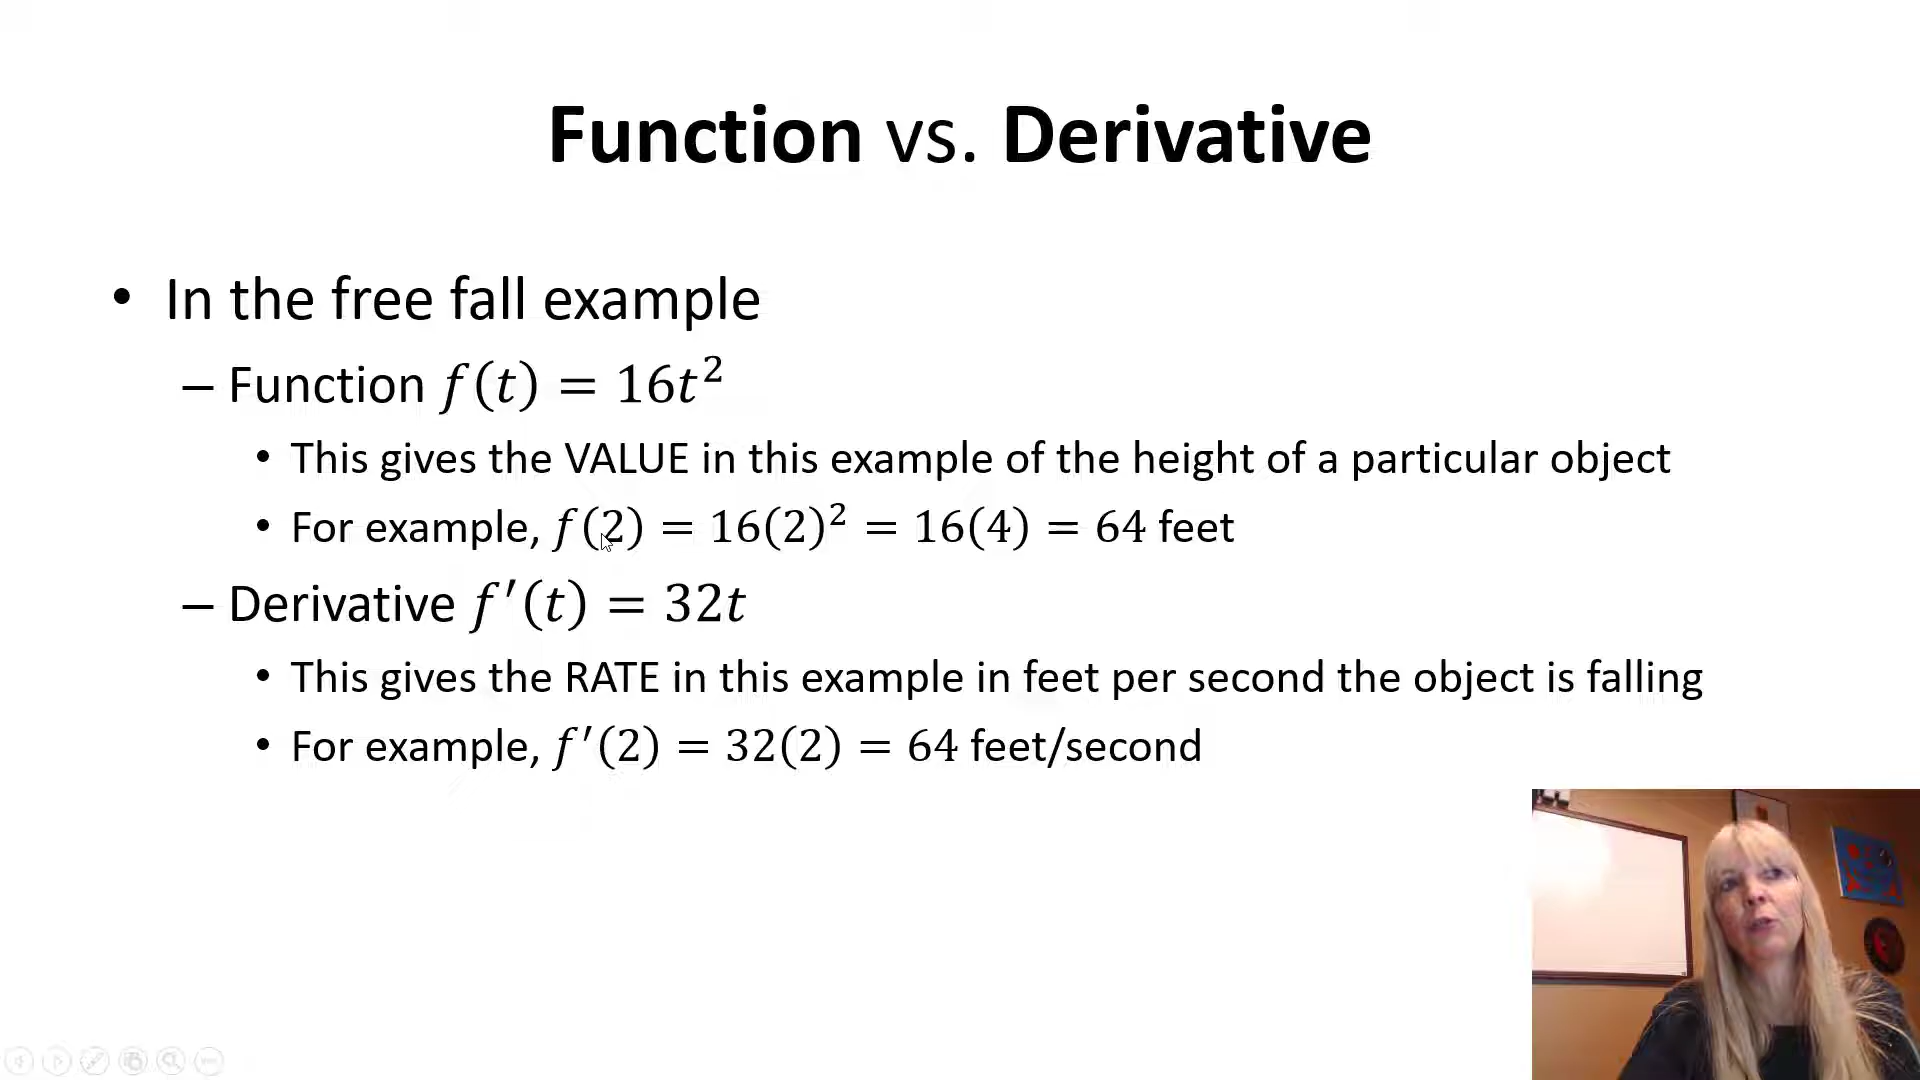 Function vs. Derivative
• In the free fall example
– Function f(t) = 16t²
• This gives the VALUE in this example of the height of a particular object
• For example, f(2) = 16(2)² = 16(4) = 64 feet
– Derivative f′(t) = 32t
• This gives the RATE in this example in feet per second the object is falling
• For example, f′(2) = 32(2) = 64 feet/second